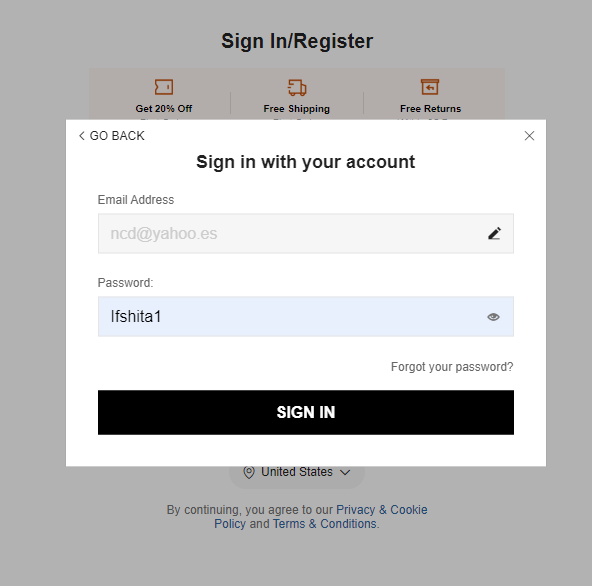 Sign In/Register
Get 20% Off
Free Shipping
Free Returns
GO BACK
Sign in with your account
Email Address
ncd@yahoo.es
Password:
Ifshita1
Forgot your password?
SIGN IN
United States
By continuing, you agree to our Privacy & Cookie
Policy and Terms & Conditions.